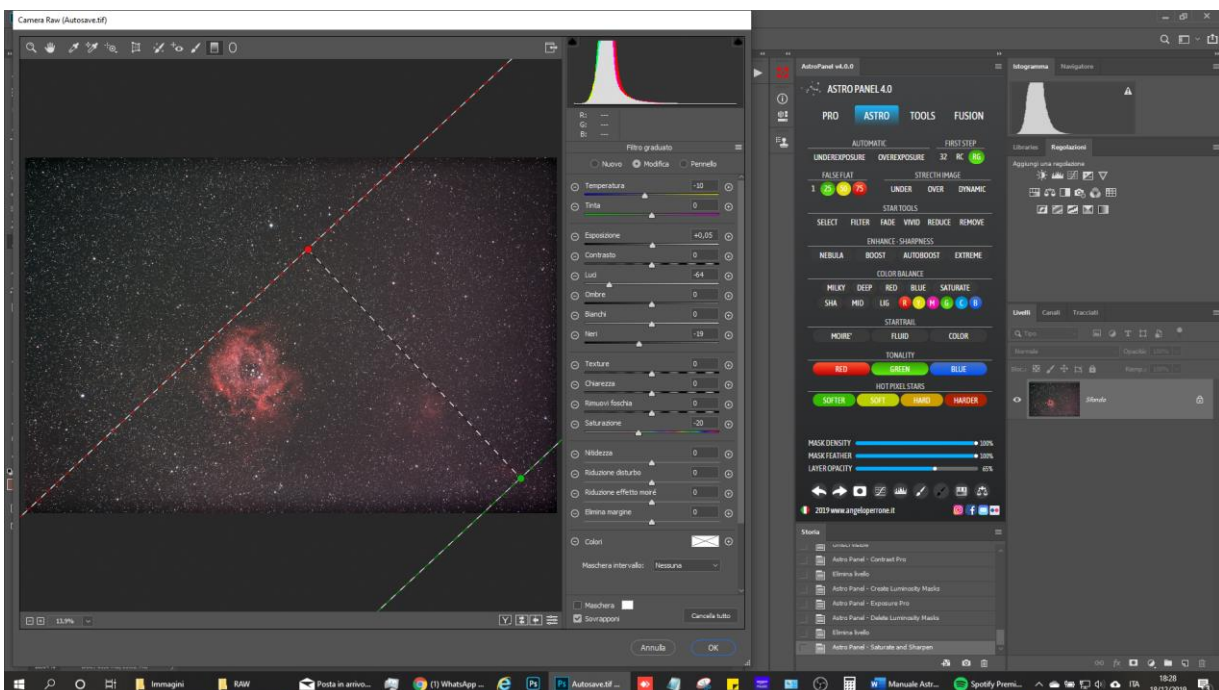 Camera Raw (Autosave.tif)
R: ---
G: ---
B: ---
Filtro graduato
Nuovo Modifica Pennello
Temperatura -10
Tinta 0
Esposizione +0,05
Contrasto 0
Luci -64
Ombre 0
Bianchi 0
Neri -19
Texture 0
Chiarezza 0
Rimuovi foschia 0
Saturazione -20
Nitidezza 0
Riduzione disturbo 0
Riduzione effetto moré 0
Elimina margine 0
Colori
Maschera intervallo: Nessuna
Maschera
Sovrapponi
Cancella tutto
13,9%
Annulla OK
AstroPanel v4.0.0
ASTRO PANEL 4.0
PRO ASTRO TOOLS FUSION
AUTOMATIC FIRST STEP
UNDEREXPOSURE OVEREXPOSURE 32 RC RG
FALSE FLAT STRECTH IMAGE
1 25 50 75 UNDER OVER DYNAMIC
STAR TOOLS
SELECT FILTER FADE VIVID REDUCE REMOVE
ENHANCE - SHARPNESS
NEBULA BOOST AUTOBOOST EXTREME
COLOR BALANCE
MILKY DEEP RED BLUE SATURATE
SHA MID LIG R Y M G C B
STARTRAIL
MOIRE' FLUID COLOR
TONALITY
RED GREEN BLUE
HOT PIXEL STARS
SOFTER SOFT HARD HARDER
MASK DENSITY 100%
MASK FEATHER 100%
LAYER OPACITY 65%
2019 www.angeloperrone.it
Storia
Astro Panel - Contrast Pro
Elimina livello
Astro Panel - Create Luminosity Masks
Astro Panel - Exposure Pro
Astro Panel - Delete Luminosity Masks
Elimina livello
Astro Panel - Saturate and Sharpen
Istogramma Navigatore
Libraries Regolazioni
Aggiungi una regolazione
Livelli Canali Tracciati
Tipo
Normale Opacità: 100%
Sfondo
Immagini RAW Posta in arrivo... (1) WhatsApp ... Autosave.tif ... Manuale Astr... Spotify Premi... ITA 18:28